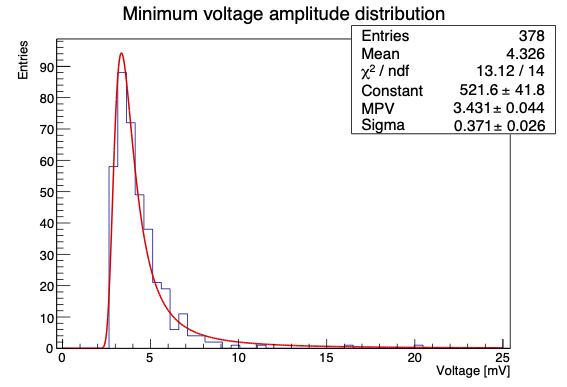 Minimum voltage amplitude distribution
Entries 378
Mean 4.326
χ² / ndf 13.12 / 14
Constant 521.6 ± 41.8
MPV 3.431 ± 0.044
Sigma 0.371 ± 0.026
Entries
90
80
70
60
50
40
30
20
10
0
0 5 10 15 20 25
Voltage [mV]